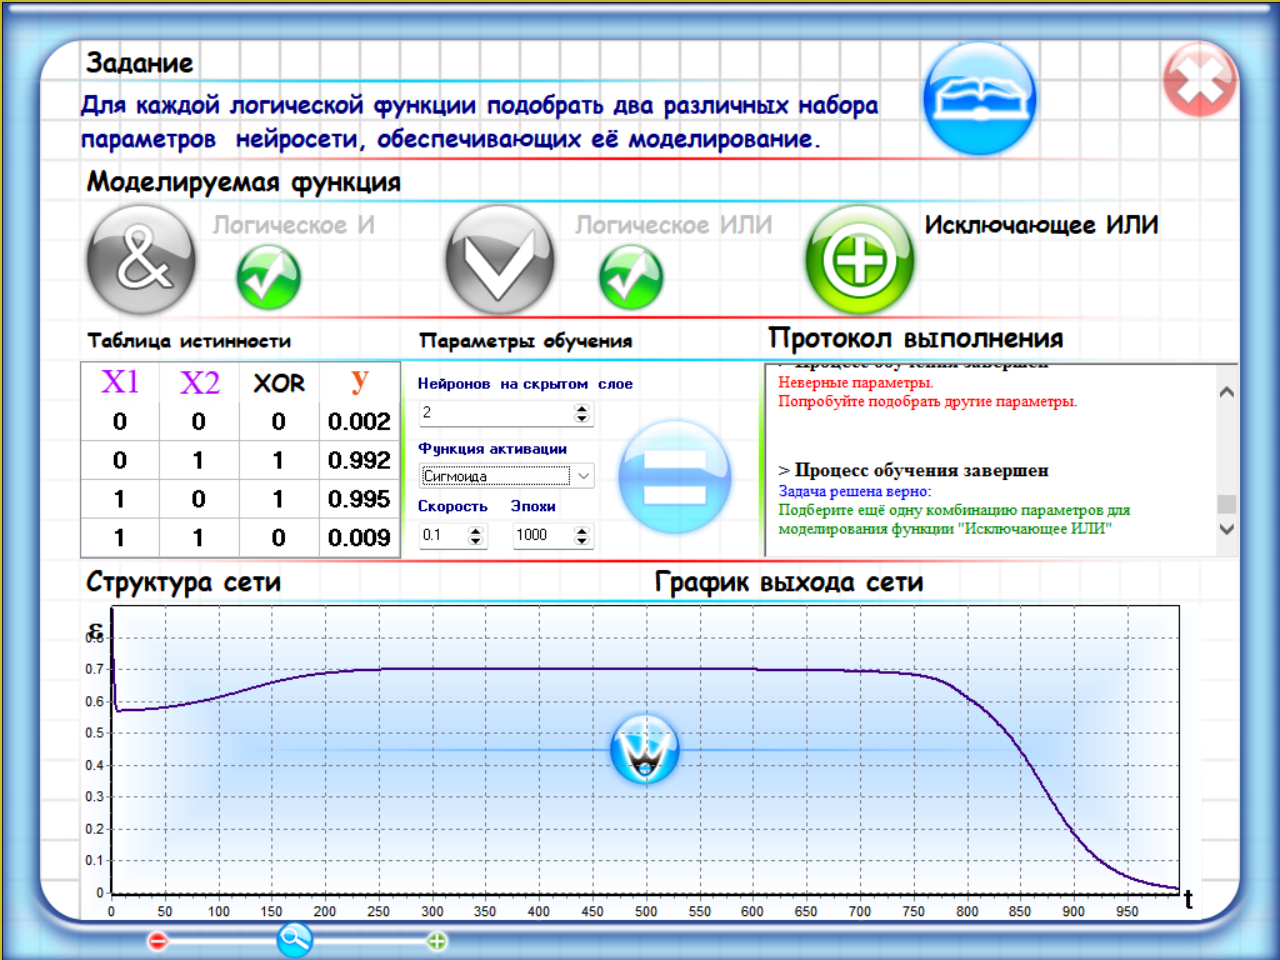 Задание
Для каждой логической функции подобрать два различных набора
параметров нейросети, обеспечивающих её моделирование.
Моделируемая функция
&
Логическое И
Логическое ИЛИ
Исключающее ИЛИ
Таблица истинности
Параметры обучения
Протокол выполнения
X1 X2 XOR y
0 0 0 0.002
0 1 1 0.992
1 0 1 0.995
1 1 0 0.009
Нейронов на скрытом слое
2
Функция активации
Сигмоида
Скорость Эпохи
0.1 1000
> Процесс обучения завершен
Неверные параметры.
Попробуйте подобрать другие параметры.
> Процесс обучения завершен
Задача решена верно:
Подберите ещё одну комбинацию параметров для
моделирования функции "Исключающее ИЛИ"
Структура сети
График выхода сети
ε
0.8
0.7
0.6
0.5
0.4
0.3
0.2
0.1
0
0 50 100 150 200 250 300 350 400 450 500 550 600 650 700 750 800 850 900 950
t
W